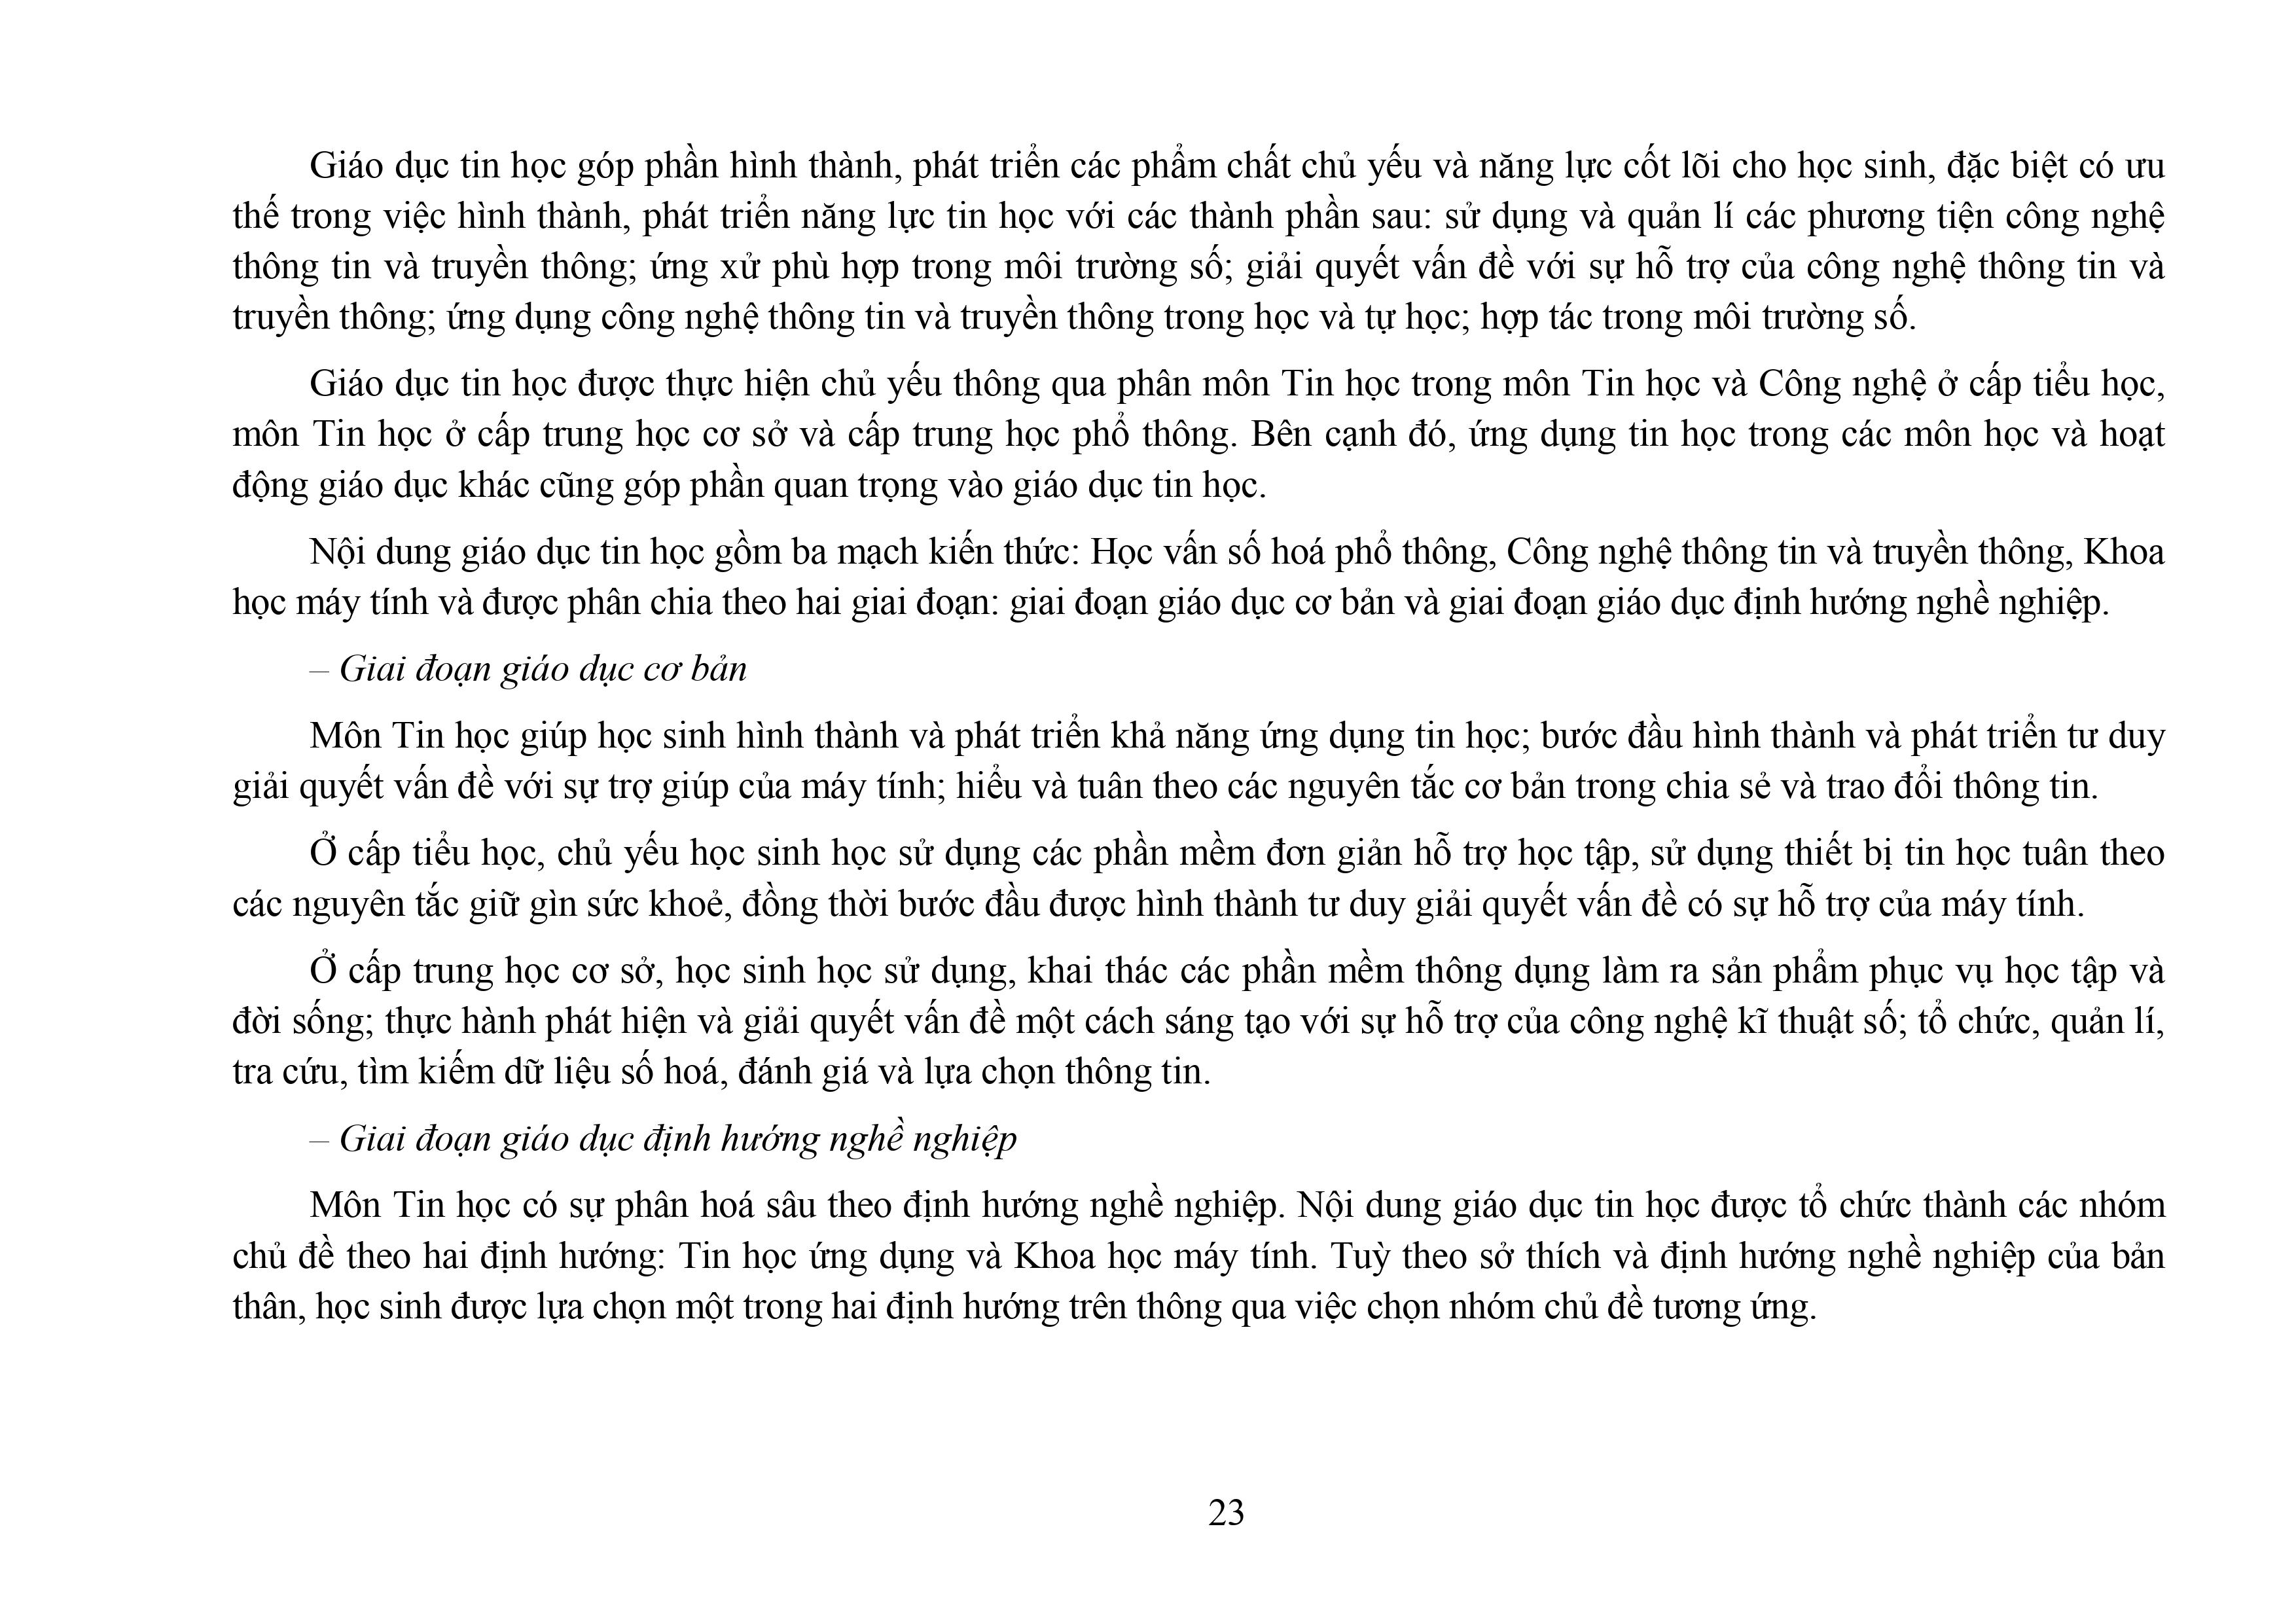 Giáo dục tin học góp phần hình thành, phát triển các phẩm chất chủ yếu và năng lực cốt lõi cho học sinh, đặc biệt có ưu
thế trong việc hình thành, phát triển năng lực tin học với các thành phần sau: sử dụng và quản lí các phương tiện công nghệ
thông tin và truyền thông; ứng xử phù hợp trong môi trường số; giải quyết vấn đề với sự hỗ trợ của công nghệ thông tin và
truyền thông; ứng dụng công nghệ thông tin và truyền thông trong học và tự học; hợp tác trong môi trường số.
Giáo dục tin học được thực hiện chủ yếu thông qua phân môn Tin học trong môn Tin học và Công nghệ ở cấp tiểu học,
môn Tin học ở cấp trung học cơ sở và cấp trung học phổ thông. Bên cạnh đó, ứng dụng tin học trong các môn học và hoạt
động giáo dục khác cũng góp phần quan trọng vào giáo dục tin học.
Nội dung giáo dục tin học gồm ba mạch kiến thức: Học vấn số hoá phổ thông, Công nghệ thông tin và truyền thông, Khoa
học máy tính và được phân chia theo hai giai đoạn: giai đoạn giáo dục cơ bản và giai đoạn giáo dục định hướng nghề nghiệp.
– Giai đoạn giáo dục cơ bản
Môn Tin học giúp học sinh hình thành và phát triển khả năng ứng dụng tin học; bước đầu hình thành và phát triển tư duy
giải quyết vấn đề với sự trợ giúp của máy tính; hiểu và tuân theo các nguyên tắc cơ bản trong chia sẻ và trao đổi thông tin.
Ở cấp tiểu học, chủ yếu học sinh học sử dụng các phần mềm đơn giản hỗ trợ học tập, sử dụng thiết bị tin học tuân theo
các nguyên tắc giữ gìn sức khoẻ, đồng thời bước đầu được hình thành tư duy giải quyết vấn đề có sự hỗ trợ của máy tính.
Ở cấp trung học cơ sở, học sinh học sử dụng, khai thác các phần mềm thông dụng làm ra sản phẩm phục vụ học tập và
đời sống; thực hành phát hiện và giải quyết vấn đề một cách sáng tạo với sự hỗ trợ của công nghệ kĩ thuật số; tổ chức, quản lí,
tra cứu, tìm kiếm dữ liệu số hoá, đánh giá và lựa chọn thông tin.
– Giai đoạn giáo dục định hướng nghề nghiệp
Môn Tin học có sự phân hoá sâu theo định hướng nghề nghiệp. Nội dung giáo dục tin học được tổ chức thành các nhóm
chủ đề theo hai định hướng: Tin học ứng dụng và Khoa học máy tính. Tuỳ theo sở thích và định hướng nghề nghiệp của bản
thân, học sinh được lựa chọn một trong hai định hướng trên thông qua việc chọn nhóm chủ đề tương ứng.
23